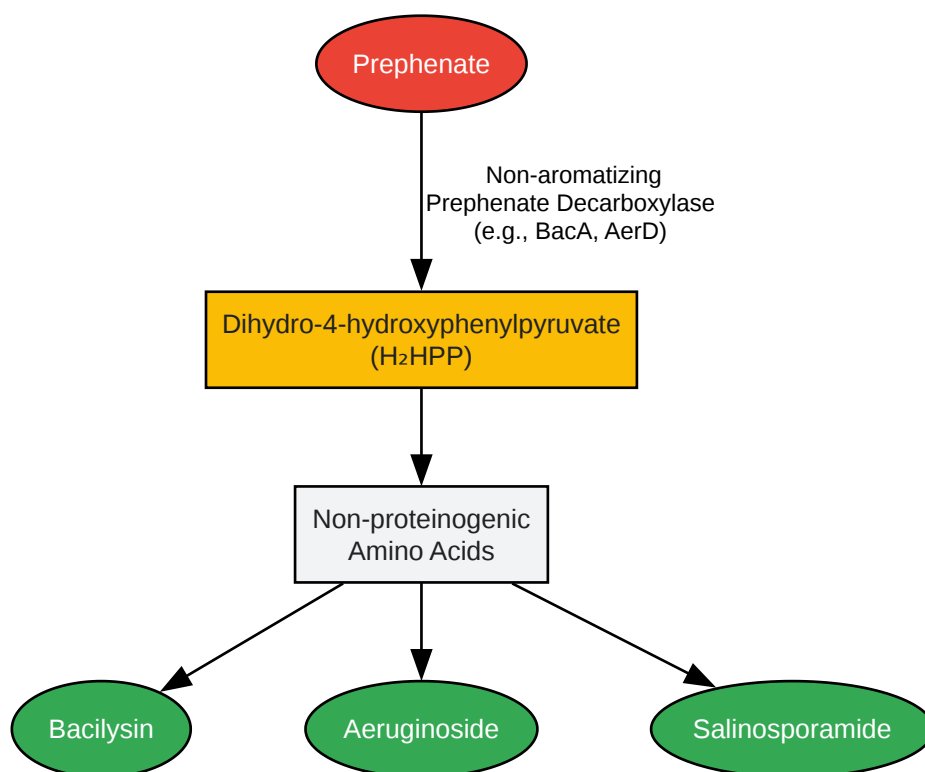 Prephenate
Non-aromatizing
Prephenate Decarboxylase
(e.g., BacA, AerD)
Dihydro-4-hydroxyphenylpyruvate
(H₂HPP)
Non-proteinogenic
Amino Acids
Bacilysin
Aeruginoside
Salinosporamide